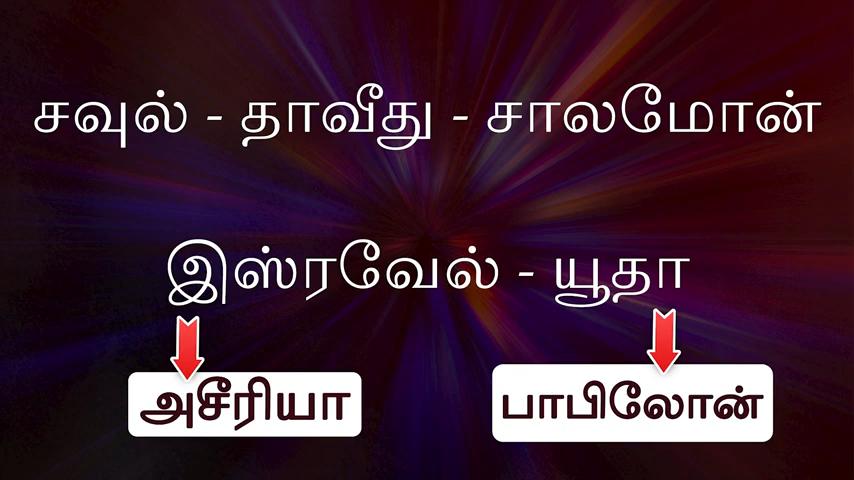 சவுல் - தாவீது - சாலமோன்
இஸ்ரவேல் - யூதா
அசீரியா
பாபிலோன்